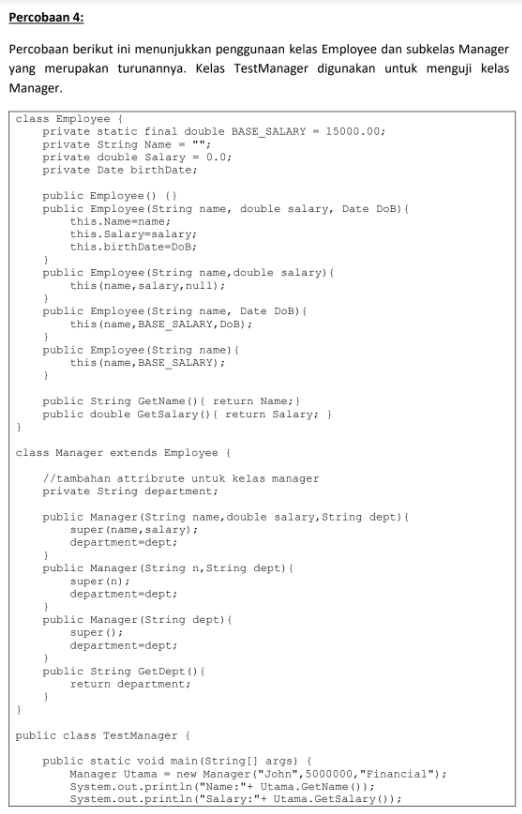 Percobaan 4:
Percobaan berikut ini menunjukkan penggunaan kelas Employee dan subkelas Manager
yang merupakan turunannya. Kelas TestManager digunakan untuk menguji kelas
Manager.
class Employee {
private static final double BASE_SALARY = 15000.00;
private String Name = "";
private double Salary = 0.0;
private Date birthDate;
public Employee() {}
public Employee(String name, double salary, Date DoB){
this.Name=name;
this.Salary=salary;
this.birthDate=DoB;
}
public Employee(String name,double salary){
this(name,salary,null);
}
public Employee(String name, Date DoB){
this(name,BASE_SALARY,DoB);
}
public Employee(String name){
this(name,BASE_SALARY);
}
public String GetName(){ return Name;}
public double GetSalary(){ return Salary; }
}
class Manager extends Employee {
//tambahan attribrute untuk kelas manager
private String department;
public Manager(String name,double salary,String dept){
super(name,salary);
department=dept;
}
public Manager(String n,String dept){
super(n);
department=dept;
}
public Manager(String dept){
super();
department=dept;
}
public String GetDept(){
return department;
}
}
public class TestManager {
public static void main(String[] args) {
Manager Utama = new Manager("John",5000000,"Financial");
System.out.println("Name:"+ Utama.GetName());
System.out.println("Salary:"+ Utama.GetSalary());